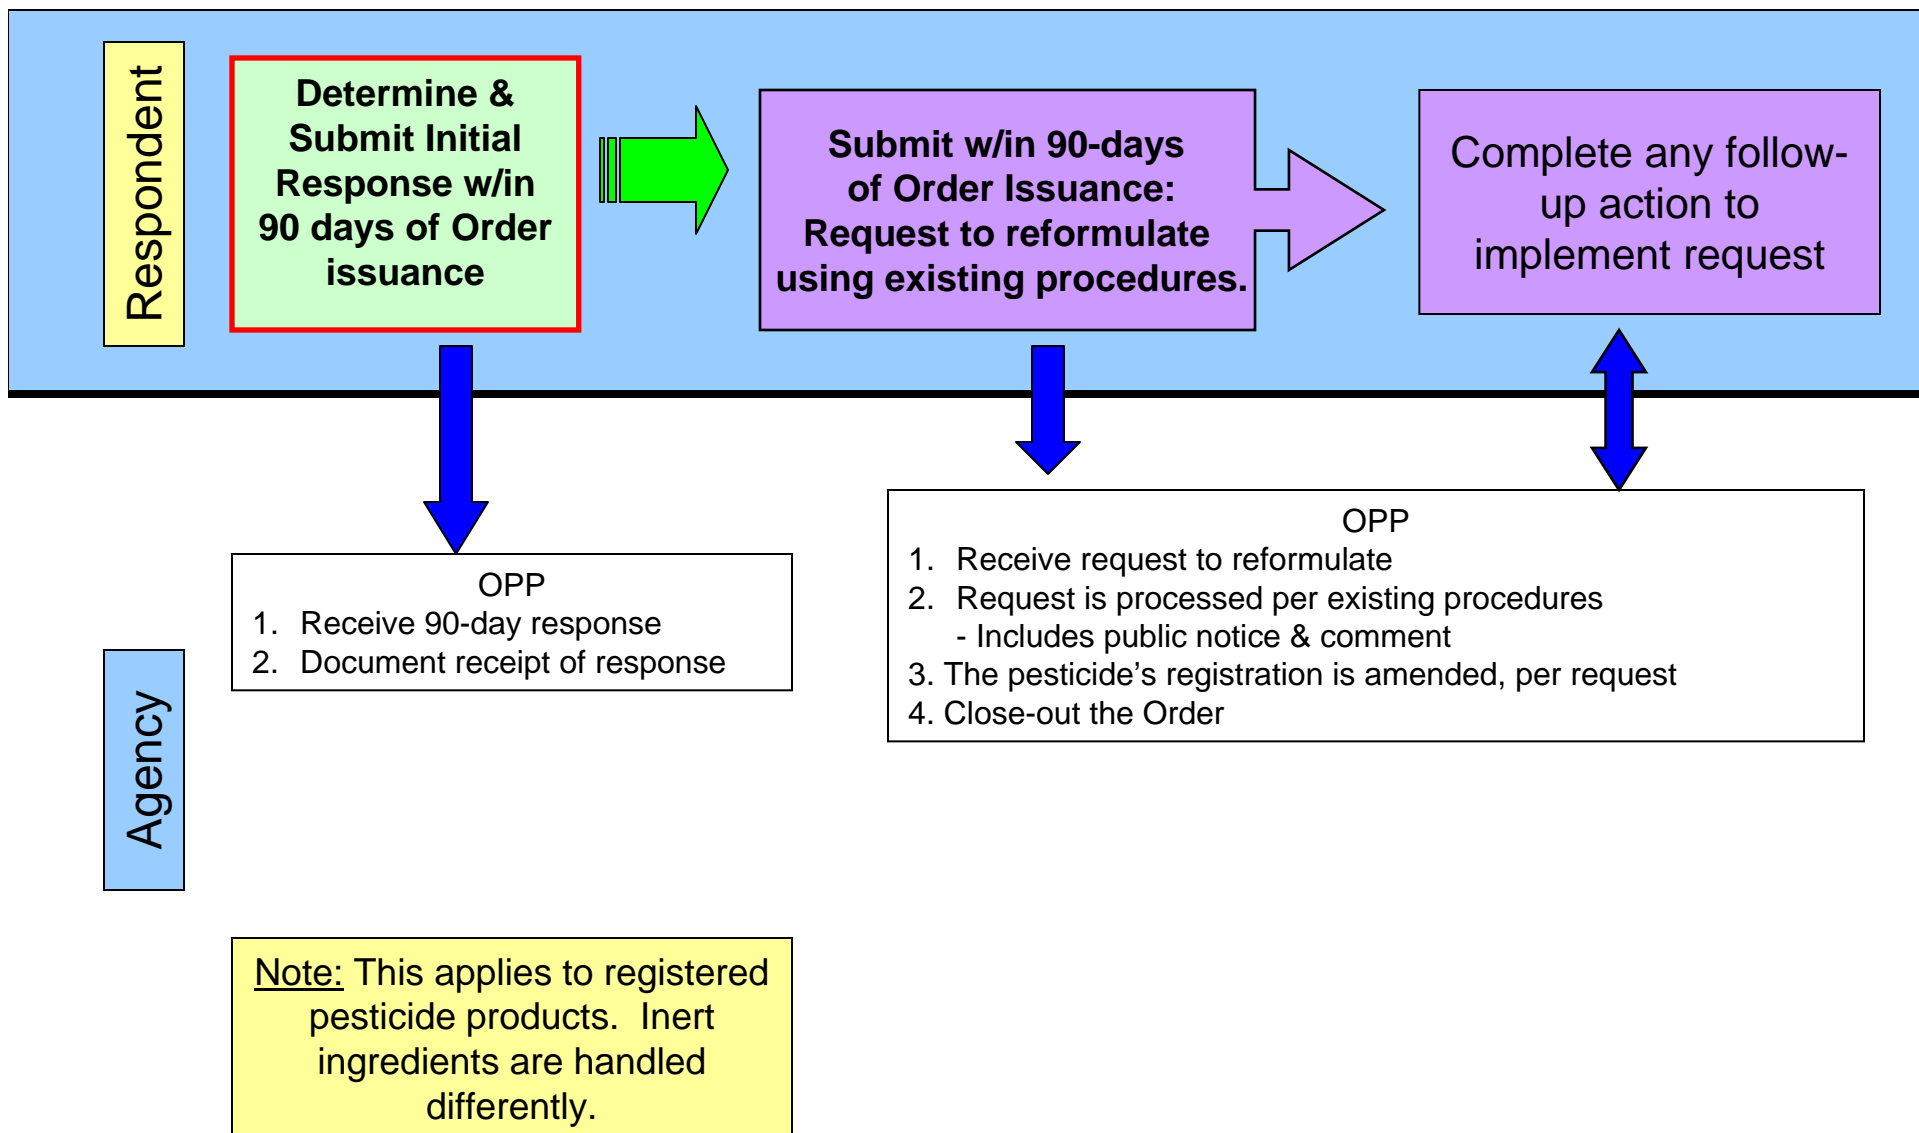 Respondent
Determine &
Submit Initial
Response w/in
90 days of Order
issuance
Submit w/in 90-days
of Order Issuance:
Request to reformulate
using existing procedures.
Complete any follow-
up action to
implement request
OPP
1. Receive 90-day response
2. Document receipt of response
OPP
1. Receive request to reformulate
2. Request is processed per existing procedures
- Includes public notice & comment
3. The pesticide’s registration is amended, per request
4. Close-out the Order
Agency
Note: This applies to registered
pesticide products. Inert
ingredients are handled
differently.